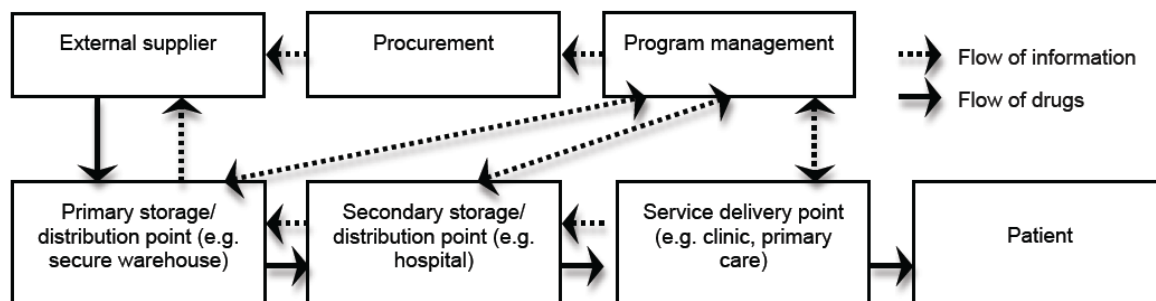 External supplier
Procurement
Program management
Flow of information
Flow of drugs
Primary storage/
distribution point (e.g.
secure warehouse)
Secondary storage/
distribution point (e.g.
hospital)
Service delivery point
(e.g. clinic, primary
care)
Patient